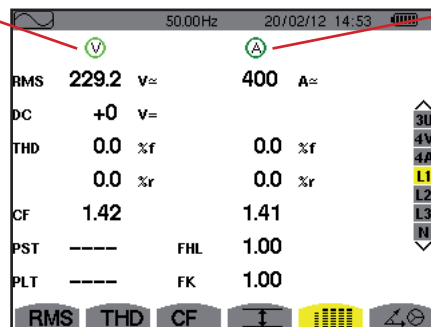 50.00Hz 20/02/12 14:53
V A
RMS 229.2 V≂ 400 A≂
DC +0 V=
THD 0.0 %f 0.0 %f
0.0 %r 0.0 %r
CF 1.42 1.41
PST ---- FHL 1.00
PLT ---- FK 1.00
3U
4V
4A
L1
L2
L3
N
RMS THD CF